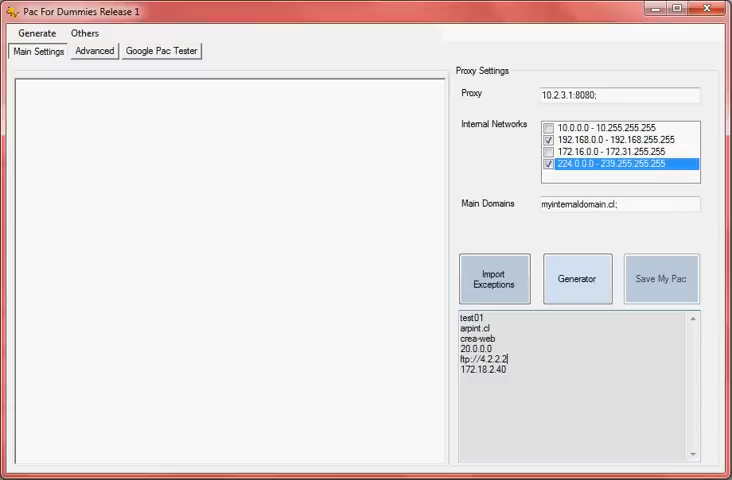 Pac For Dummies Release 1
Generate Others
Main Settings Advanced Google Pac Tester
Proxy Settings
Proxy 10.2.3.1:8080;
Internal Networks
10.0.0.0 - 10.255.255.255
192.168.0.0 - 192.168.255.255
172.16.0.0 - 172.31.255.255
224.0.0.0 - 239.255.255.255
Main Domains myinternaldomain.cl;
Import Exceptions
Generator
Save My Pac
test01
arpint.cl
crea-web
20.0.0.0
ftp://4.2.2.2
172.18.2.40